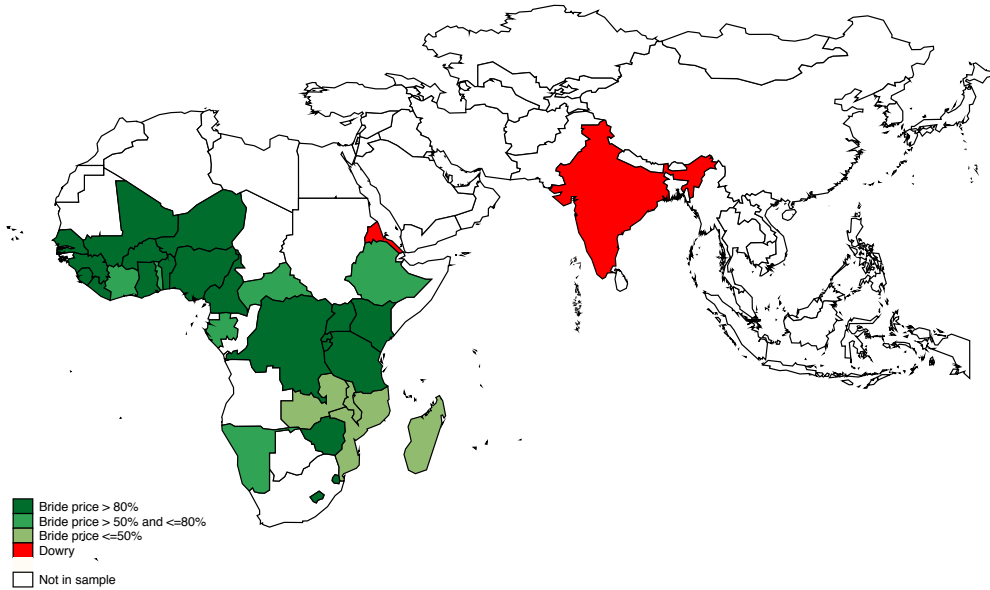 Bride price > 80%
Bride price > 50% and <=80%
Bride price <=50%
Dowry
Not in sample